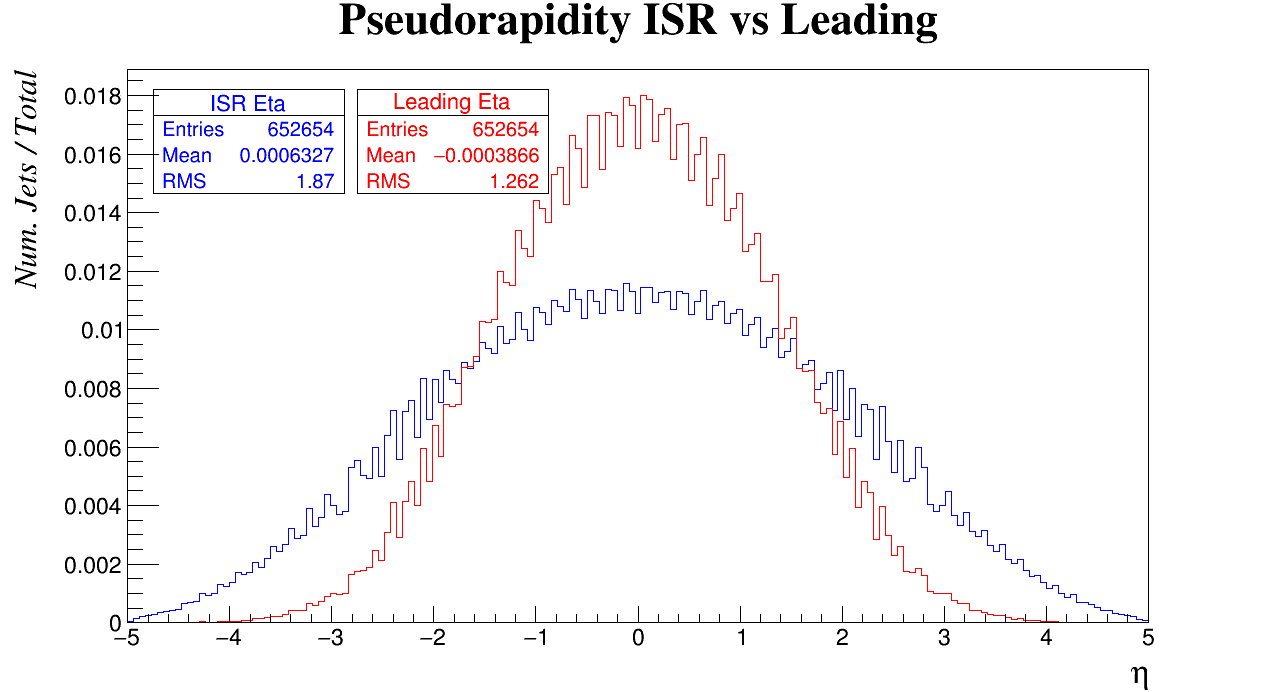 Pseudorapidity ISR vs Leading
Num. Jets / Total
ISR Eta
Entries 652654
Mean 0.0006327
RMS 1.87
Leading Eta
Entries 652654
Mean −0.0003866
RMS 1.262
0.018
0.016
0.014
0.012
0.01
0.008
0.006
0.004
0.002
0
−5 −4 −3 −2 −1 0 1 2 3 4 5
η